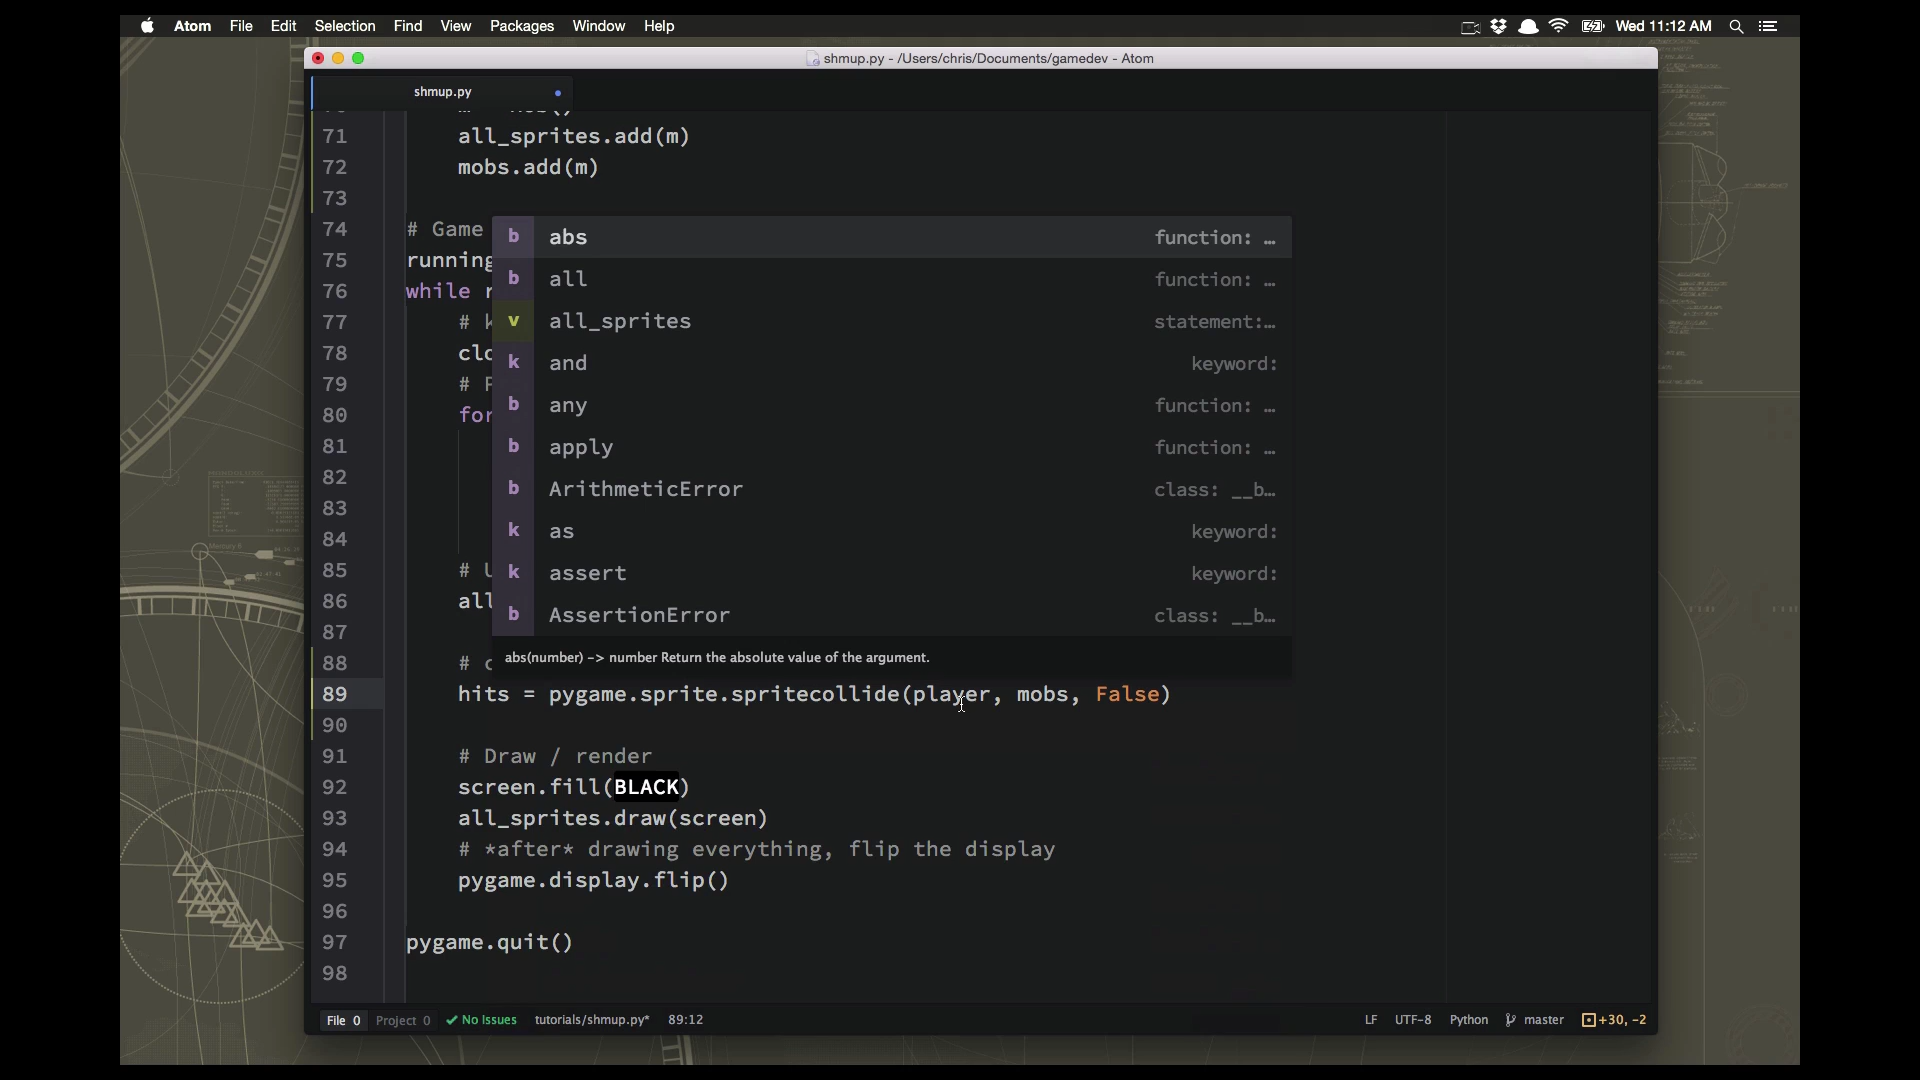 Atom File Edit Selection Find View Packages Window Help Wed 11:12 AM
shmup.py - /Users/chris/Documents/gamedev - Atom
shmup.py
71 all_sprites.add(m)
72 mobs.add(m)
73
74 # Game
75 running
76 while r
77 # k
78 clo
79 # P
80 for
81
82
83
84
85 # U
86 all
87
88 # c
abs function: …
all function: …
all_sprites statement:…
and keyword:
any function: …
apply function: …
ArithmeticError class: __b…
as keyword:
assert keyword:
AssertionError class: __b…
abs(number) -> number Return the absolute value of the argument.
89 hits = pygame.sprite.spritecollide(player, mobs, False)
90
91 # Draw / render
92 screen.fill(BLACK)
93 all_sprites.draw(screen)
94 # *after* drawing everything, flip the display
95 pygame.display.flip()
96
97 pygame.quit()
98
File 0 Project 0 No Issues tutorials/shmup.py* 89:12 LF UTF-8 Python master +30, -2